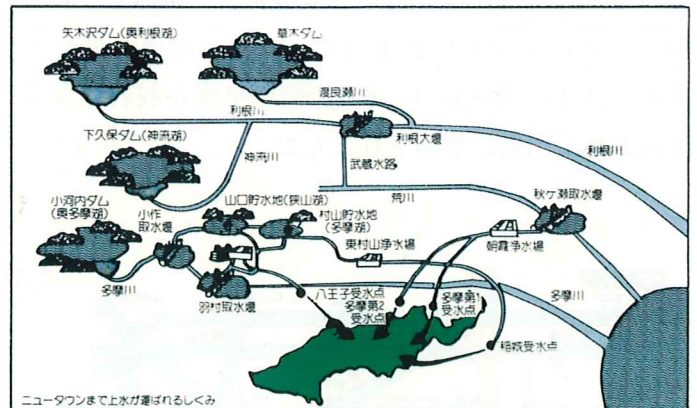 矢木沢ダム(奥利根湖)
草木ダム
渡良瀬川
利根川
下久保ダム(神流湖)
利根大堰
神流川
武蔵水路
利根川
小河内ダム
(奥多摩湖)
小作
取水堰
山口貯水地(狭山湖)
荒川
秋ヶ瀬取水堰
村山貯水地
(多摩湖)
東村山浄水場
朝霞浄水場
多摩川
羽村取水堰
八王子受水点
多摩第2
受水点
多摩第1
受水点
多摩川
稲城受水点
ニュータウンまで上水が運ばれるしくみ